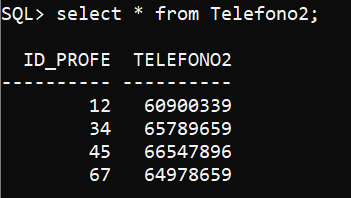 SQL> select * from Telefono2;
ID_PROFE TELEFONO2
---------- ----------
12 60900339
34 65789659
45 66547896
67 64978659